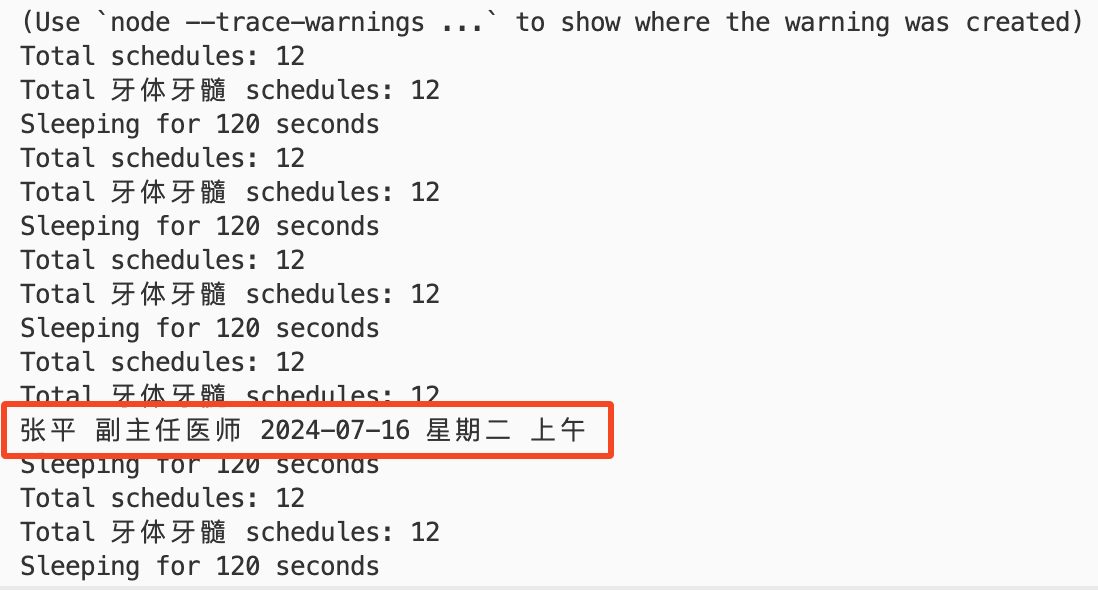 (Use `node --trace-warnings ...` to show where the warning was created)
Total schedules: 12
Total 牙体牙髓 schedules: 12
Sleeping for 120 seconds
Total schedules: 12
Total 牙体牙髓 schedules: 12
Sleeping for 120 seconds
Total schedules: 12
Total 牙体牙髓 schedules: 12
Sleeping for 120 seconds
Total schedules: 12
Total 牙体牙髓 schedules: 12
张平 副主任医师 2024-07-16 星期二 上午
Sleeping for 120 seconds
Total schedules: 12
Total 牙体牙髓 schedules: 12
Sleeping for 120 seconds